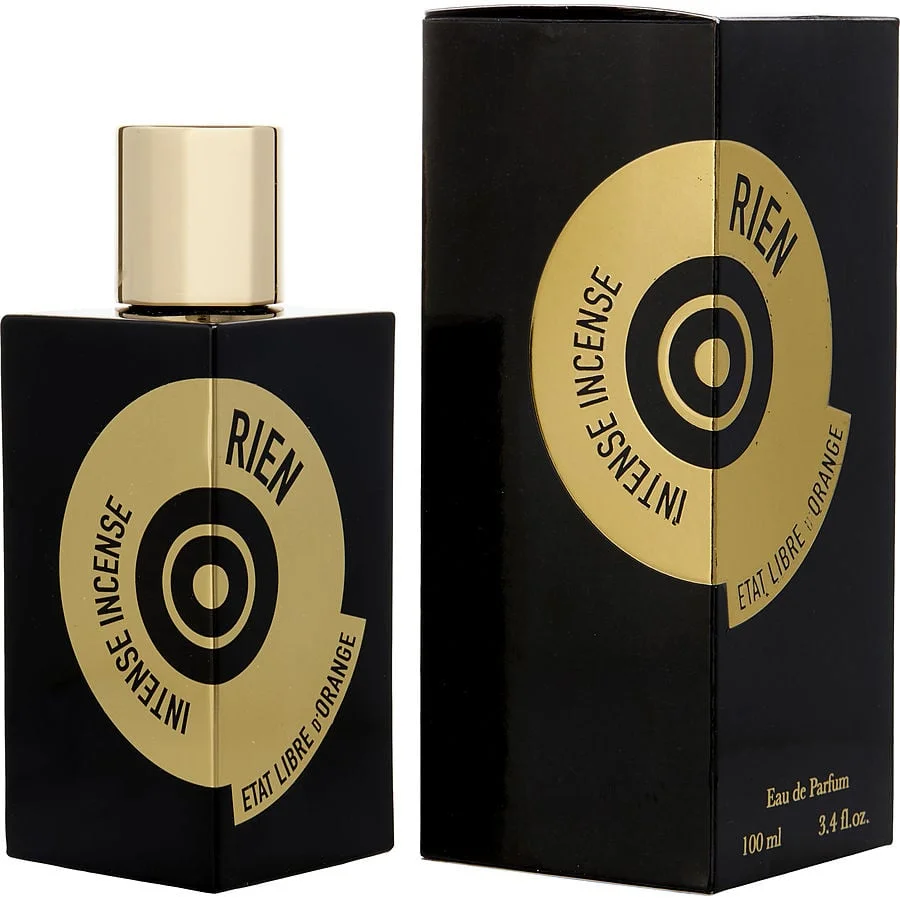 RIEN
INTENSE INCENSE
ETAT LIBRE d'ORANGE
RIEN
INTENSE INCENSE
ETAT LIBRE d'ORANGE
Eau de Parfum
100 ml 3.4 fl.oz.